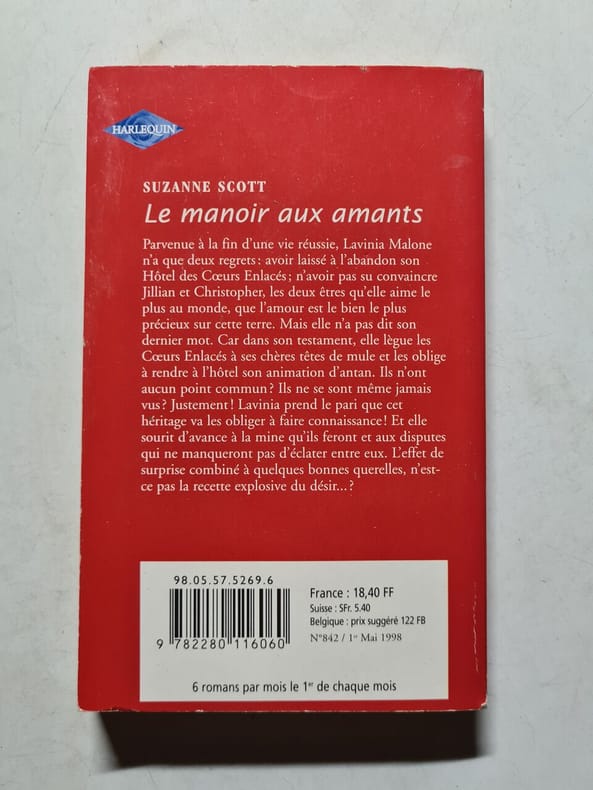 HARLEQUIN
SUZANNE SCOTT
Le manoir aux amants
Parvenue à la fin d'une vie réussie, Lavinia Malone
n'a que deux regrets : avoir laissé à l'abandon son
Hôtel des Cœurs Enlacés ; n'avoir pas su convaincre
Jillian et Christopher, les deux êtres qu'elle aime le
plus au monde, que l'amour est le bien le plus
précieux sur cette terre. Mais elle n'a pas dit son
dernier mot. Car dans son testament, elle lègue les
Cœurs Enlacés à ses chères têtes de mule et les oblige
à rendre à l'hôtel son animation d'antan. Ils n'ont
aucun point commun ? Ils ne se sont même jamais
vus ? Justement ! Lavinia prend le pari que cet
héritage va les obliger à faire connaissance ! Et elle
sourit d'avance à la mine qu'ils feront et aux disputes
qui ne manqueront pas d'éclater entre eux. L'effet de
surprise combiné à quelques bonnes querelles, n'est-
ce pas la recette explosive du désir... ?
98.05.57.5269.6
9 782280 116060
France : 18,40 FF
Suisse : SFr. 5.40
Belgique : prix suggéré 122 FB
N°842 / 1er Mai 1998
6 romans par mois le 1er de chaque mois